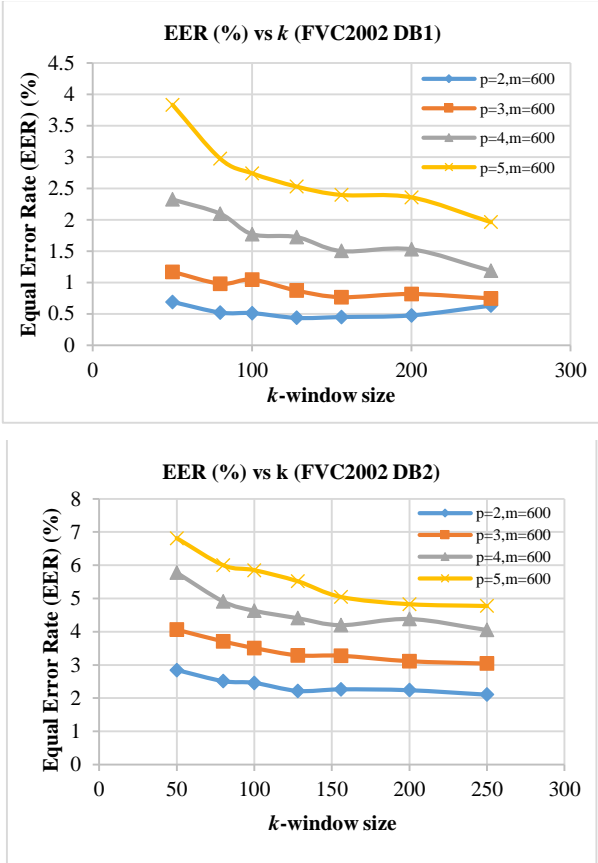 EER (%) vs k (FVC2002 DB1)
Equal Error Rate (EER) (%)
4.5
4
3.5
3
2.5
2
1.5
1
0.5
0
0 100 200 300
k-window size
p=2,m=600
p=3,m=600
p=4,m=600
p=5,m=600
EER (%) vs k (FVC2002 DB2)
Equal Error Rate (EER) (%)
8
7
6
5
4
3
2
1
0
0 50 100 150 200 250 300
k-window size
p=2,m=600
p=3,m=600
p=4,m=600
p=5,m=600